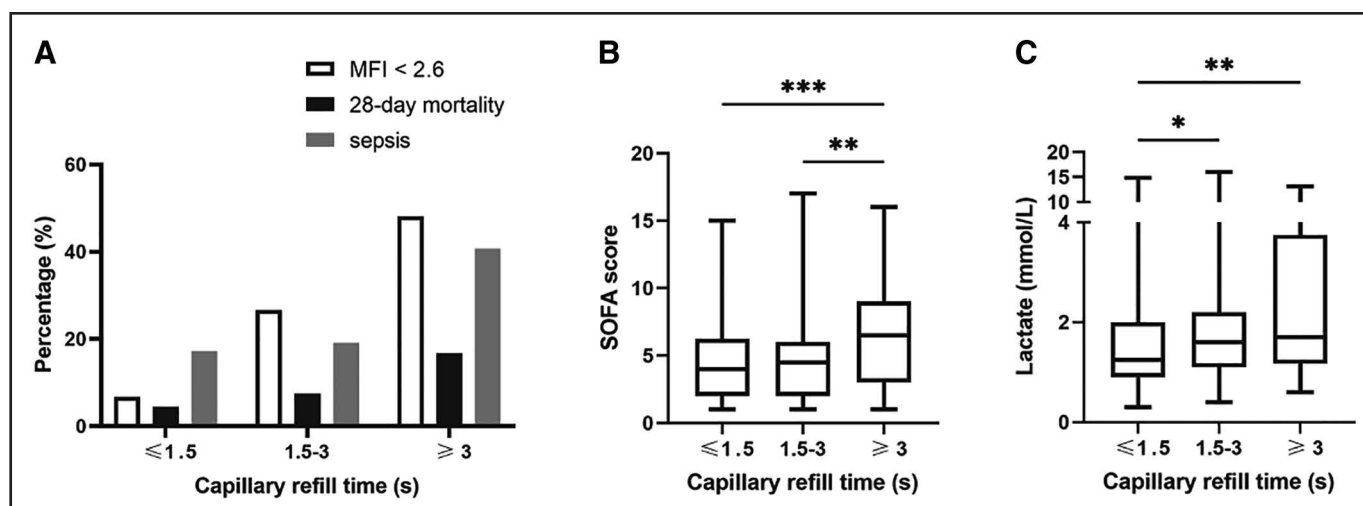 A
MFI < 2.6
28-day mortality
sepsis
Percentage (%)
60
40
20
0
≤1.5
1.5-3
≥ 3
Capillary refill time (s)
B
***
**
SOFA score
20
15
10
5
0
≤1.5
1.5-3
≥ 3
Capillary refill time (s)
C
**
*
Lactate (mmol/L)
20
15
10
4
2
0
≤1.5
1.5-3
≥ 3
Capillary refill time (s)